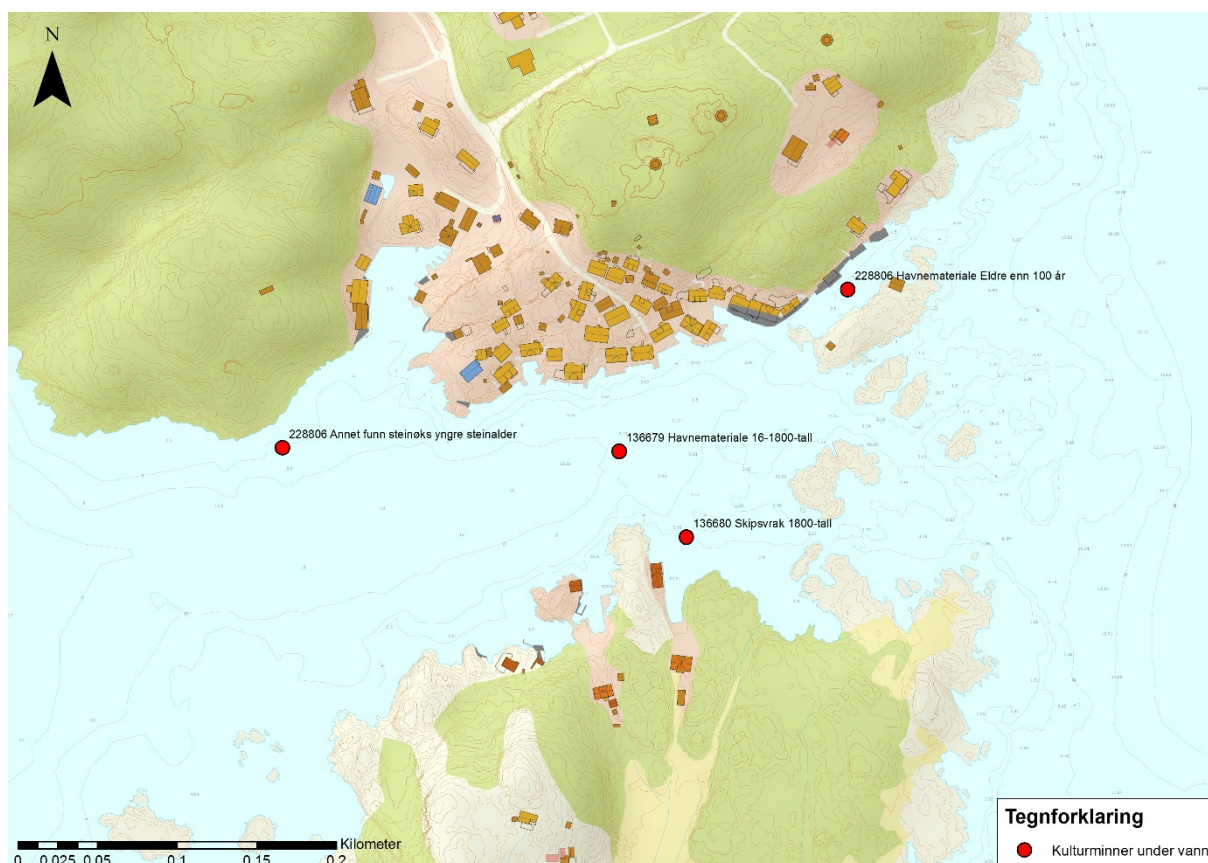 N
228806 Havnemateriale Eldre enn 100 år
228806 Annet funn steinøks yngre steinalder
136679 Havnemateriale 16-1800-tall
136680 Skipsvrak 1800-tall
Tegnforklaring
Kulturminner under vann
Kilometer
0 0.025 0.05 0.1 0.15 0.2